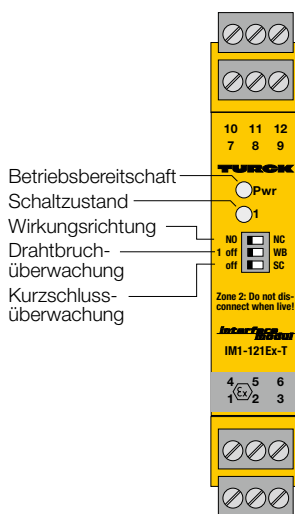 10 11 12
7 8 9
TURCK
Betriebsbereitschaft
Pwr
Schaltzustand
1
Wirkungsrichtung
NO NC
Drahtbruch-
überwachung
1 off WB
Kurzschluss-
überwachung
off SC
Zone 2: Do not dis-
connect when live!
Interface
Modul
IM1-121Ex-T
4 5 6
Ex
1 2 3